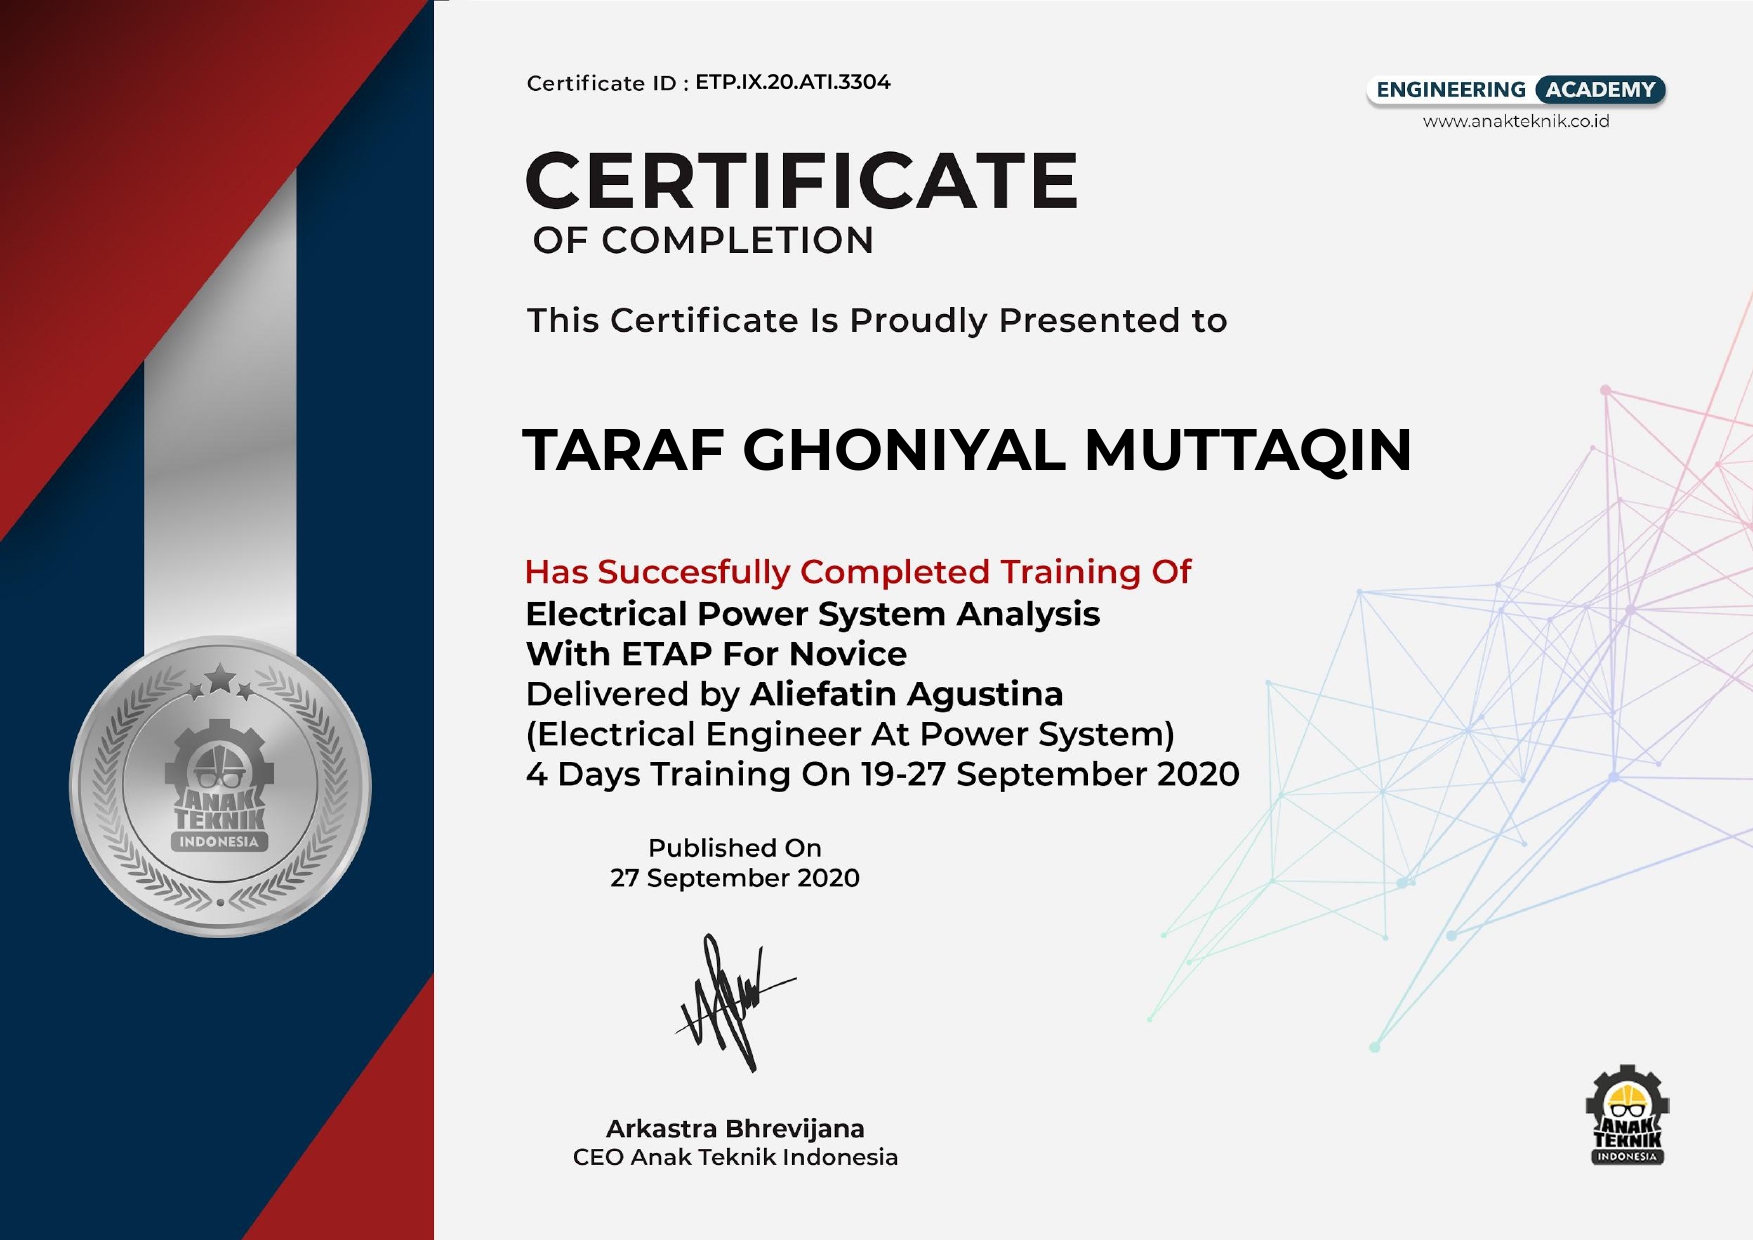 Certificate ID : ETP.IX.20.ATI.3304
ENGINEERING ACADEMY
www.anakteknik.co.id
CERTIFICATE
OF COMPLETION
This Certificate Is Proudly Presented to
TARAF GHONIYAL MUTTAQIN
Has Succesfully Completed Training Of
Electrical Power System Analysis
With ETAP For Novice
Delivered by Aliefatin Agustina
(Electrical Engineer At Power System)
4 Days Training On 19-27 September 2020
ANAK
TEKNIK
INDONESIA
Published On
27 September 2020
Arkastra Bhrevijana
CEO Anak Teknik Indonesia
ANAK
TEKNIK
INDONESIA